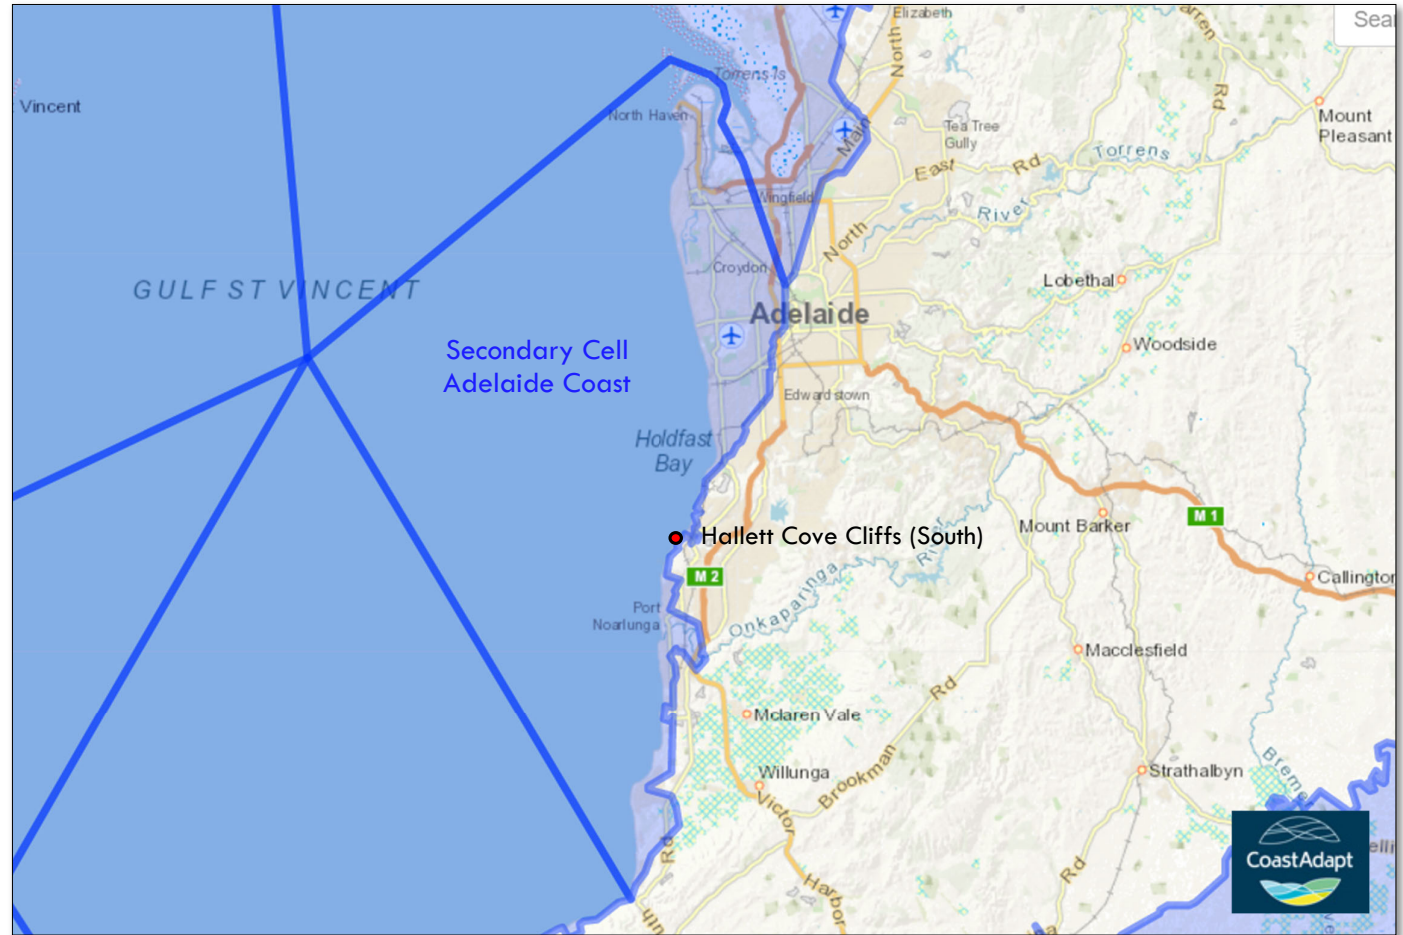 Elizabeth
Sear
North
Rd
Torrens Is
Vincent
North Haven
Main
Tea Tree
Gully
Mount
Pleasant
East
Rd
Torrens
Wingfield
River
North
Croydon
Lobethal
GULF ST VINCENT
Adelaide
Secondary Cell
Adelaide Coast
Woodside
Edwardstown
Holdfast
Bay
Mount Barker
M 1
Hallett Cove Cliffs (South)
River
M 2
Callington
Onkaparinga
Port
Noarlunga
Macclesfield
Rd
Mclaren Vale
Willunga
Brookman
Strathalbyn
Victor
Harbor
Rd
Rd
CoastAdapt